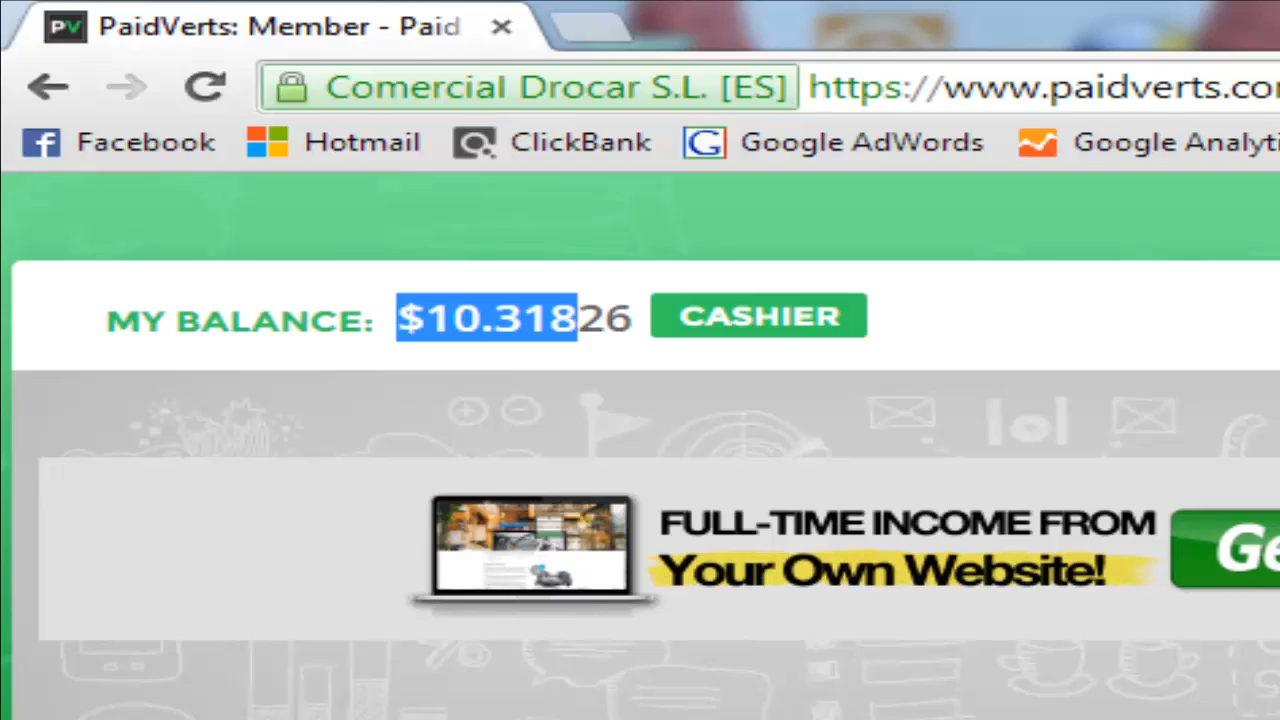 PV PaidVerts: Member - Paid
Comercial Drocar S.L. [ES] https://www.paidverts.co
Facebook Hotmail ClickBank G Google AdWords Google Analyti
MY BALANCE: $10.31826 CASHIER
FULL-TIME INCOME FROM
Your Own Website!
Ge